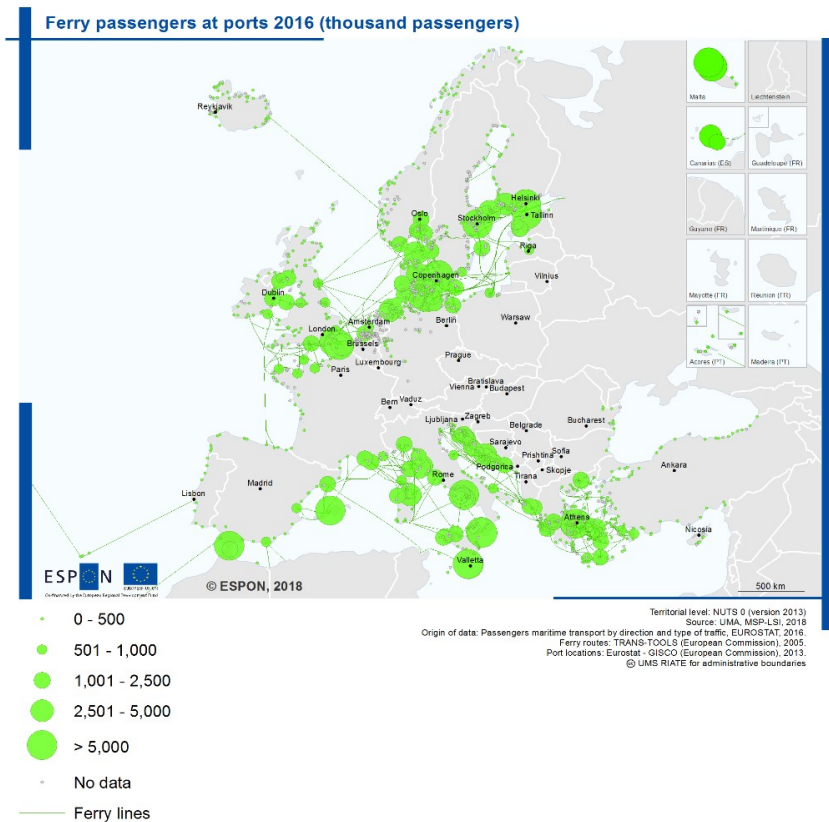 Ferry passengers at ports 2016 (thousand passengers)
Reykjavik
Malta
Liechtenstein
Canarias (ES)
Guadeloupe (FR)
Guyane (FR)
Martinique (FR)
Mayotte (FR)
Reunion (FR)
Acores (PT)
Madeira (PT)
Oslo
Helsinki
Stockholm
Tallinn
Riga
Copenhagen
Vilnius
Dublin
Amsterdam
Berlin
Warsaw
London
Brussels
Luxembourg
Prague
Paris
Bratislava
Vienna
Budapest
Bern
Vaduz
Ljubljana
Zagreb
Belgrade
Bucharest
Sarajevo
Prishtina
Sofia
Podgorica
Skopje
Tirana
Rome
Madrid
Lisbon
Ankara
Athens
Nicosia
Valletta
ESPON
© ESPON, 2018
500 km
Territorial level: NUTS 0 (version 2013)
Source: UMA, MSP-LSI, 2018
Origin of data: Passengers maritime transport by direction and type of traffic, EUROSTAT, 2016.
Ferry routes: TRANS-TOOLS (European Commission), 2005.
Port locations: Eurostat - GISCO (European Commission), 2013.
© UMS RIATE for administrative boundaries
0 - 500
501 - 1,000
1,001 - 2,500
2,501 - 5,000
> 5,000
No data
Ferry lines